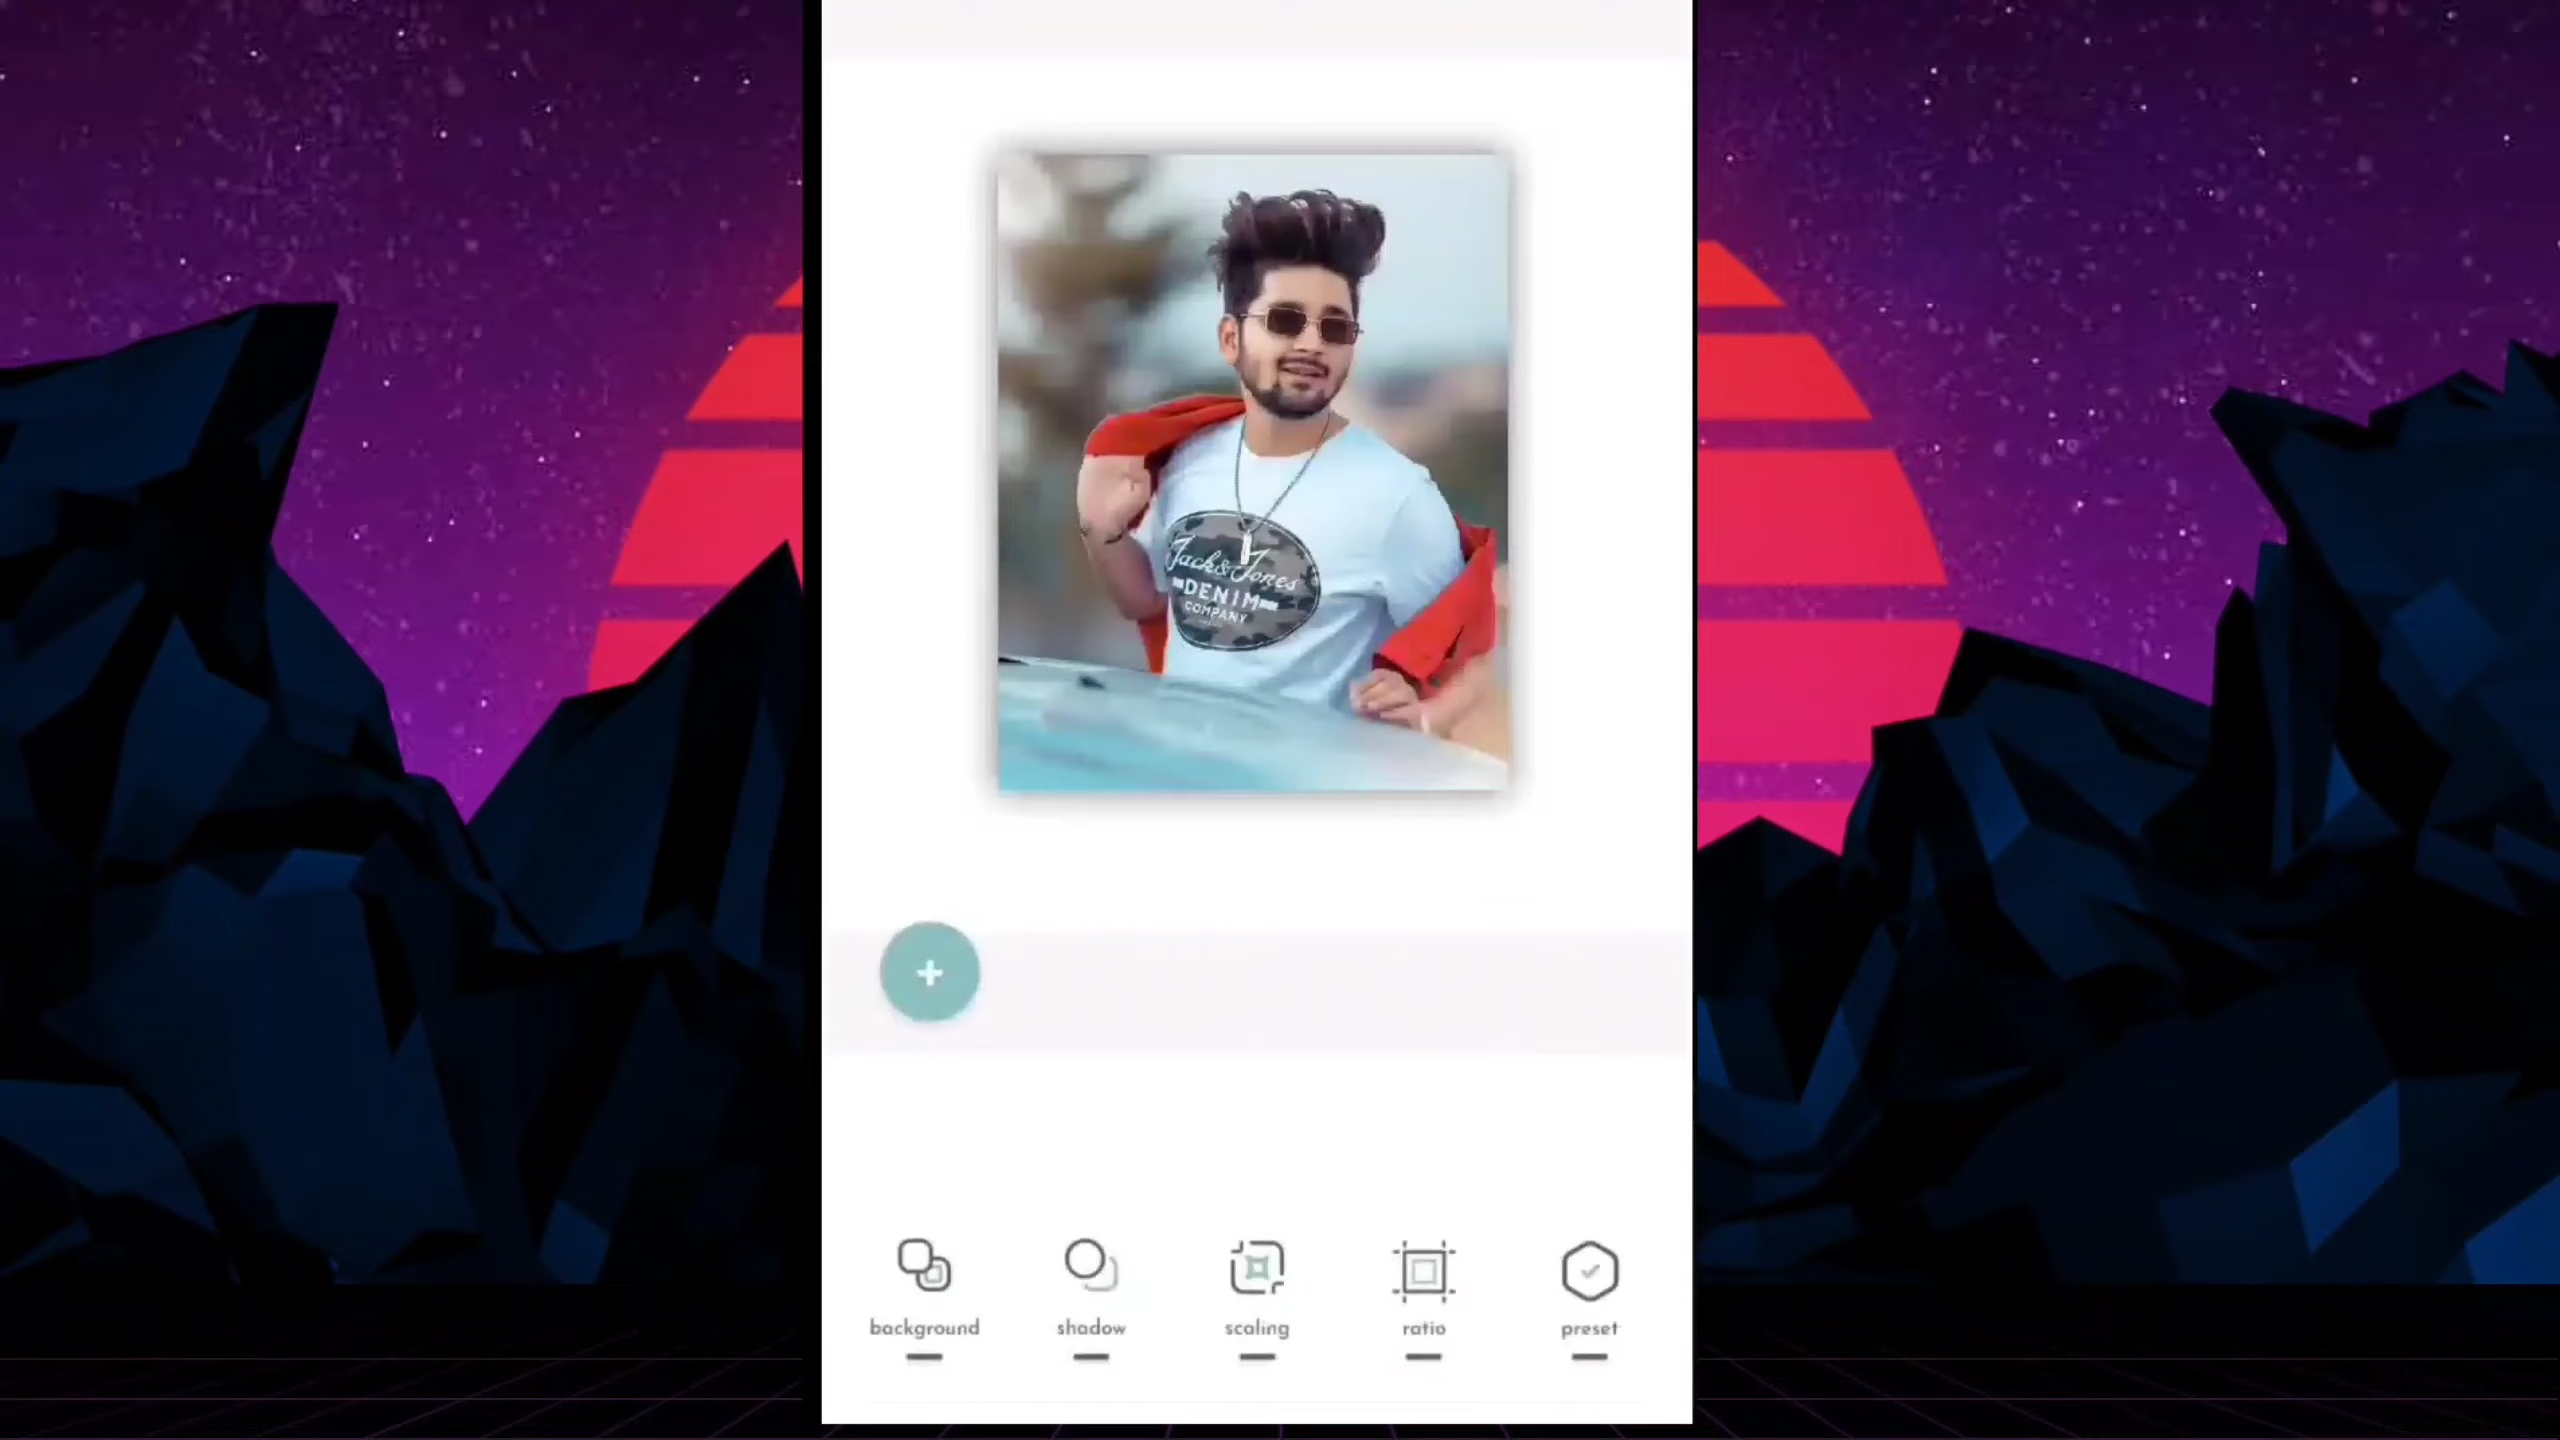 Jack & Jones
DENIM
COMPANY
+
background shadow scaling ratio preset